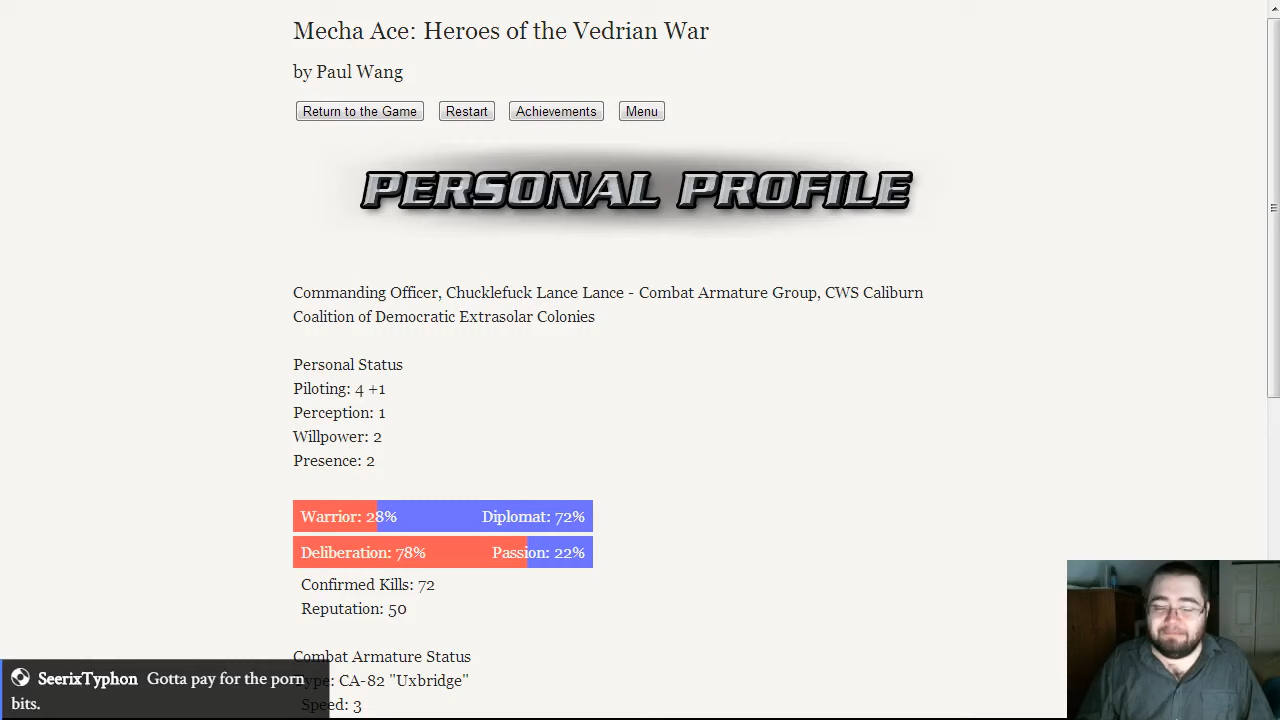 Mecha Ace: Heroes of the Vedrian War
by Paul Wang
Return to the Game Restart Achievements Menu
PERSONAL PROFILE
Commanding Officer, Chucklefuck Lance Lance - Combat Armature Group, CWS Caliburn
Coalition of Democratic Extrasolar Colonies
Personal Status
Piloting: 4 +1
Perception: 1
Willpower: 2
Presence: 2
Warrior: 28% Diplomat: 72%
Deliberation: 78% Passion: 22%
Confirmed Kills: 72
Reputation: 50
Combat Armature Status
Type: CA-82 "Uxbridge"
Speed: 3
SeerixTyphon Gotta pay for the porn
bits.